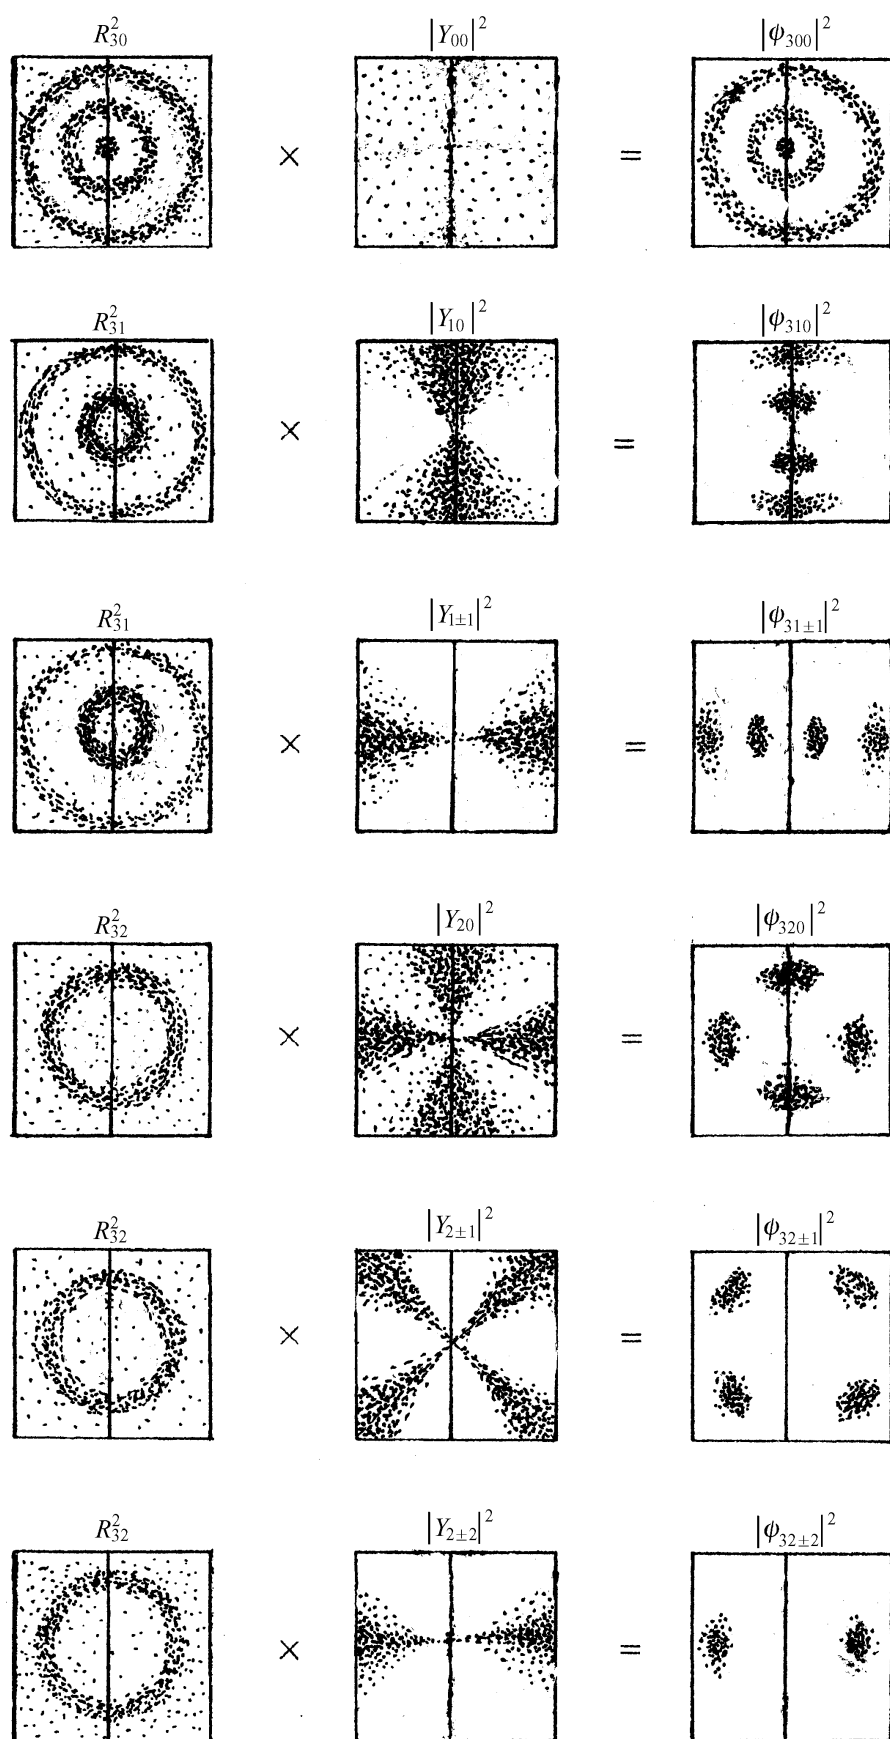 R²₃₀ |Y₀₀|² |ϕ₃₀₀|²
× =
R²₃₁ |Y₁₀|² |ϕ₃₁₀|²
× =
R²₃₁ |Y₁±₁|² |ϕ₃₁±₁|²
× =
R²₃₂ |Y₂₀|² |ϕ₃₂₀|²
× =
R²₃₂ |Y₂±₁|² |ϕ₃₂±₁|²
× =
R²₃₂ |Y₂±₂|² |ϕ₃₂±₂|²
× =